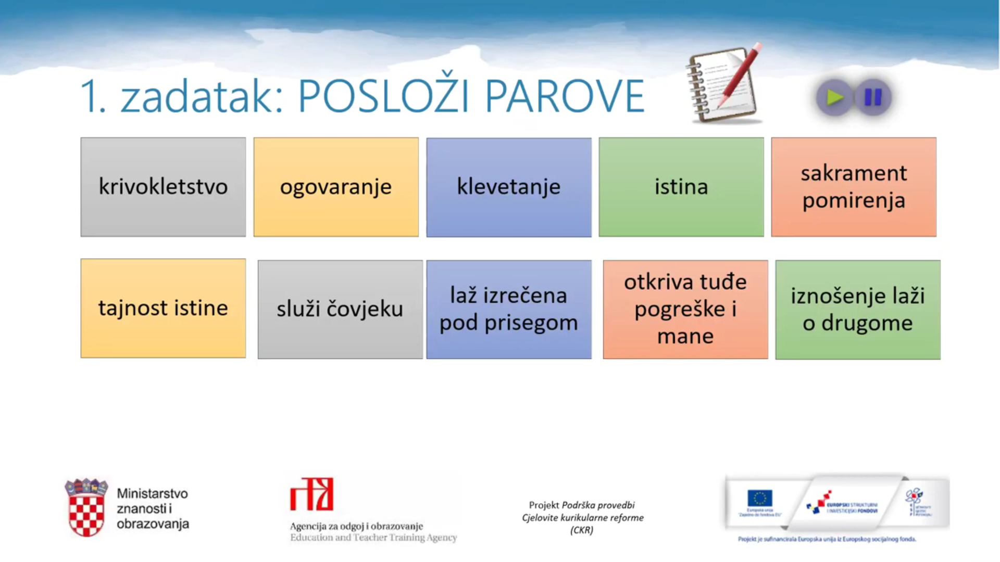 1. zadatak: POSLOŽI PAROVE
krivokletstvo
ogovaranje
klevetanje
istina
sakrament
pomirenja
tajnost istine
služi čovjeku
laž izrečena
pod prisegom
otkriva tuđe
pogreške i
mane
iznošenje laži
o drugome
Ministarstvo
znanosti i
obrazovanja
Agencija za odgoj i obrazovanje
Education and Teacher Training Agency
Projekt Podrška provedbi
Cjelovite kurikularne reforme
(CKR)
Europska unija
"Zajedno do fondova EU"
EUROPSKI STRUKTURNI
I INVESTICIJSKI FONDOVI
Projekt je sufinancirala Europska unija iz Europskog socijalnog fonda.